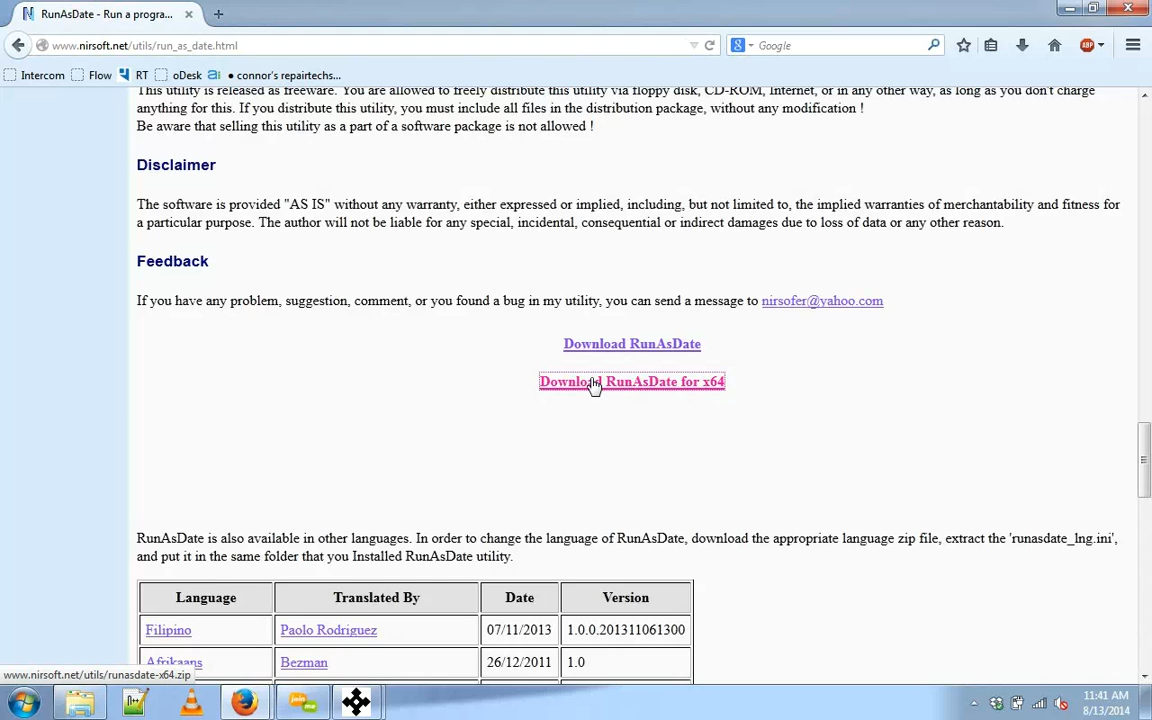 RunAsDate - Run a progra...
www.nirsoft.net/utils/run_as_date.html
Google
ABP
Intercom
Flow
RT
oDesk
ai
• connor's repairtechs...
This utility is released as freeware. You are allowed to freely distribute this utility via floppy disk, CD-ROM, Internet, or in any other way, as long as you don't charge
anything for this. If you distribute this utility, you must include all files in the distribution package, without any modification !
Be aware that selling this utility as a part of a software package is not allowed !
Disclaimer
The software is provided "AS IS" without any warranty, either expressed or implied, including, but not limited to, the implied warranties of merchantability and fitness for
a particular purpose. The author will not be liable for any special, incidental, consequential or indirect damages due to loss of data or any other reason.
Feedback
If you have any problem, suggestion, comment, or you found a bug in my utility, you can send a message to nirsofer@yahoo.com
Download RunAsDate
Download RunAsDate for x64
RunAsDate is also available in other languages. In order to change the language of RunAsDate, download the appropriate language zip file, extract the 'runasdate_lng.ini',
and put it in the same folder that you Installed RunAsDate utility.
Language Translated By Date Version
Filipino Paolo Rodriguez 07/11/2013 1.0.0.201311061300
Afrikaans Bezman 26/12/2011 1.0
www.nirsoft.net/utils/runasdate-x64.zip
11:41 AM
8/13/2014